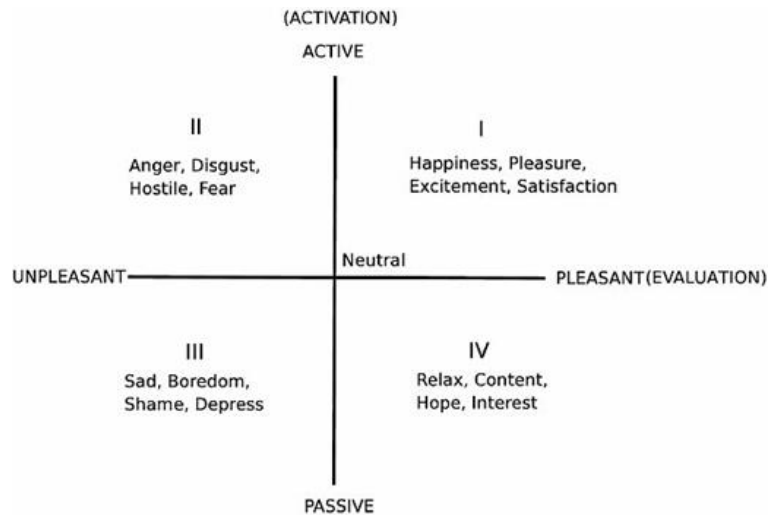 (ACTIVATION)
ACTIVE
II
Anger, Disgust,
Hostile, Fear
I
Happiness, Pleasure,
Excitement, Satisfaction
Neutral
UNPLEASANT
PLEASANT(EVALUATION)
III
Sad, Boredom,
Shame, Depress
IV
Relax, Content,
Hope, Interest
PASSIVE